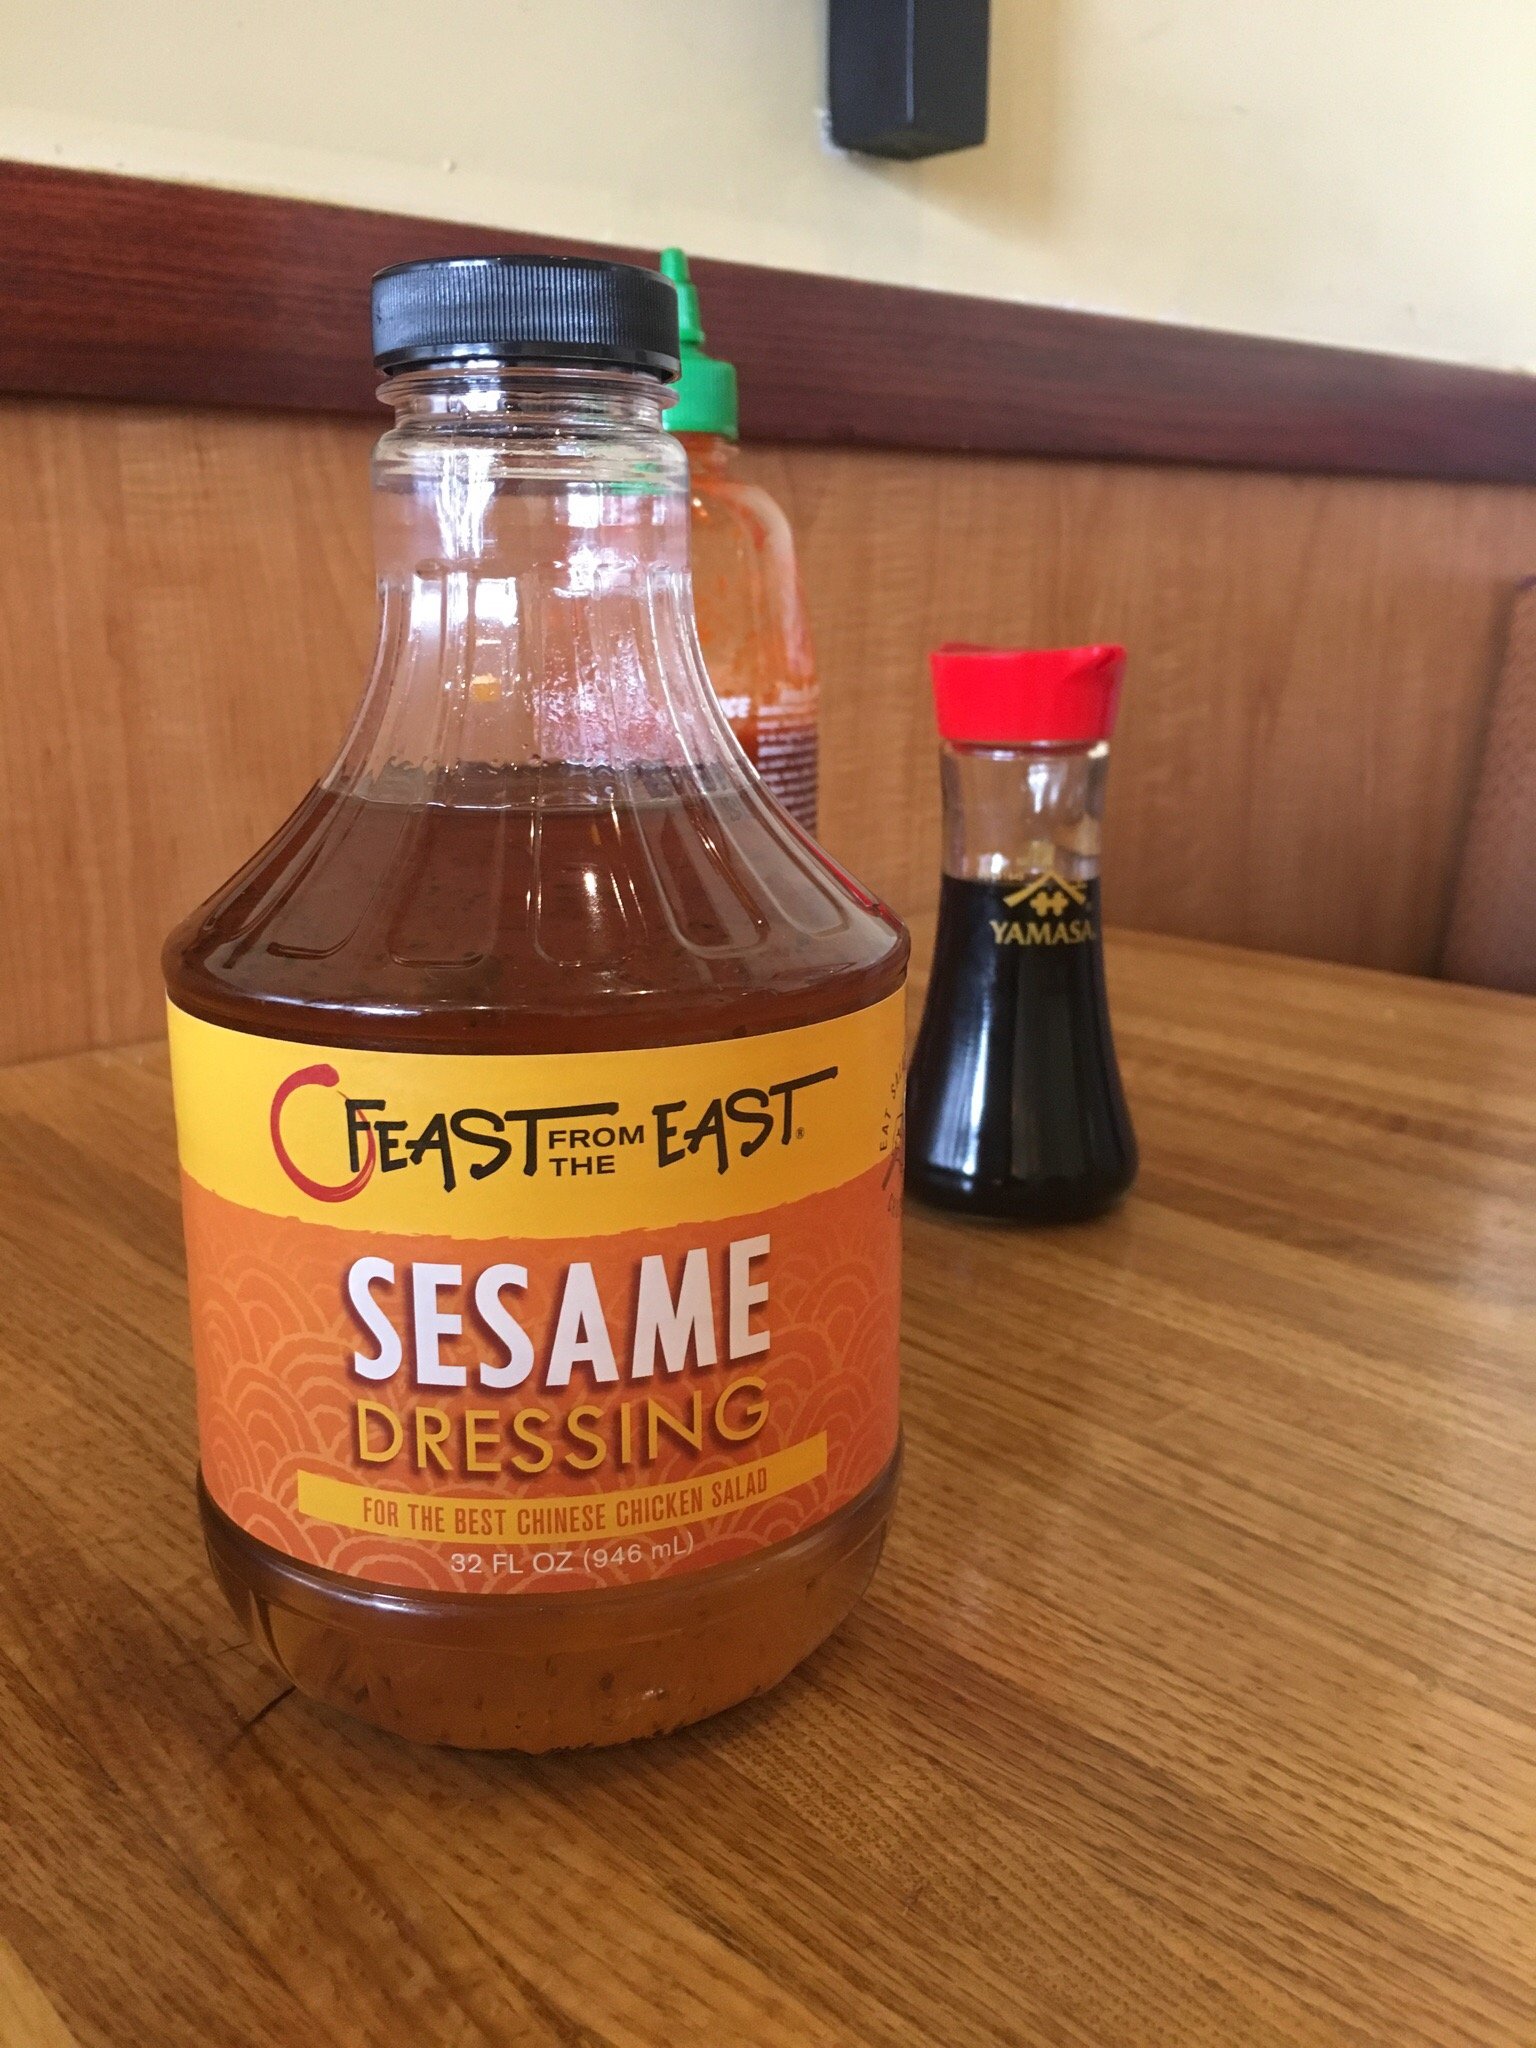 FEAST FROM THE EAST®
SESAME
DRESSING
FOR THE BEST CHINESE CHICKEN SALAD
32 FL OZ (946 mL)
YAMASA